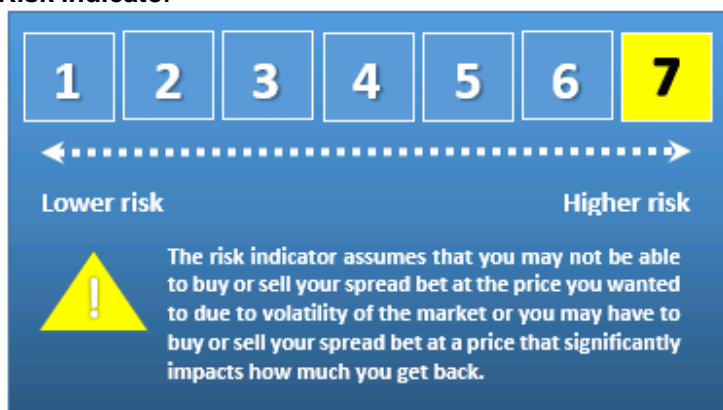 Risk Indicator
1 2 3 4 5 6 7
Lower risk Higher risk
!
The risk indicator assumes that you may not be able
to buy or sell your spread bet at the price you wanted
to due to volatility of the market or you may have to
buy or sell your spread bet at a price that significantly
impacts how much you get back.